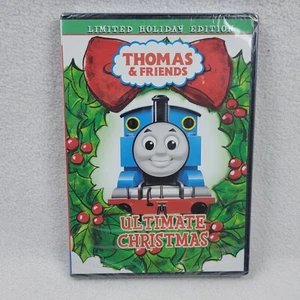 LIMITED HOLIDAY EDITION
THOMAS
& FRIENDS
ULTIMATE
CHRISTMAS